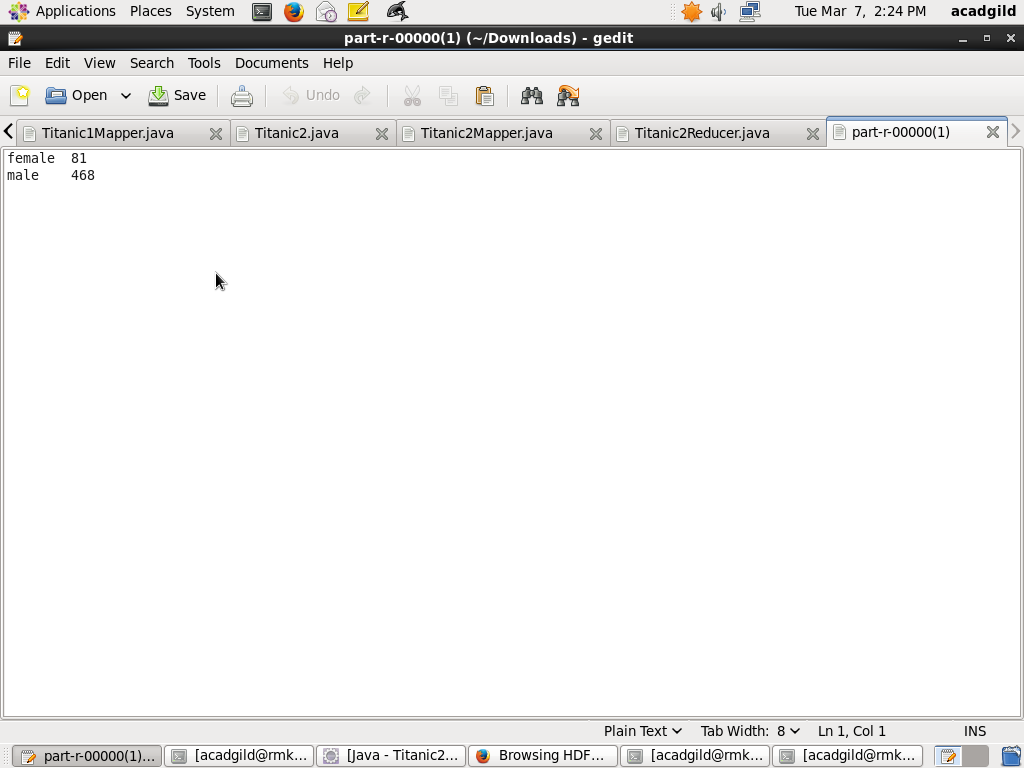 Applications Places System Tue Mar 7, 2:24 PM acadgild
part-r-00000(1) (~/Downloads) - gedit
File Edit View Search Tools Documents Help
Open Save Undo
Titanic1Mapper.java Titanic2.java Titanic2Mapper.java Titanic2Reducer.java part-r-00000(1)
female 81
male 468
Plain Text Tab Width: 8 Ln 1, Col 1 INS
part-r-00000(1)... [acadgild@rmk... [Java - Titanic2... Browsing HDF... [acadgild@rmk... [acadgild@rmk...